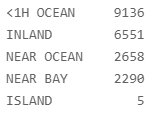 <1H OCEAN 9136
INLAND 6551
NEAR OCEAN 2658
NEAR BAY 2290
ISLAND 5